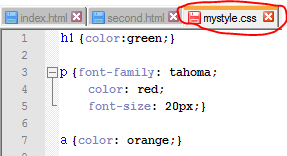 index.html second.html mystyle.css
1 h1 {color:green;}
2
3 p {font-family: tahoma;
4 color: red;
5 font-size: 20px;}
6
7 a {color: orange;}